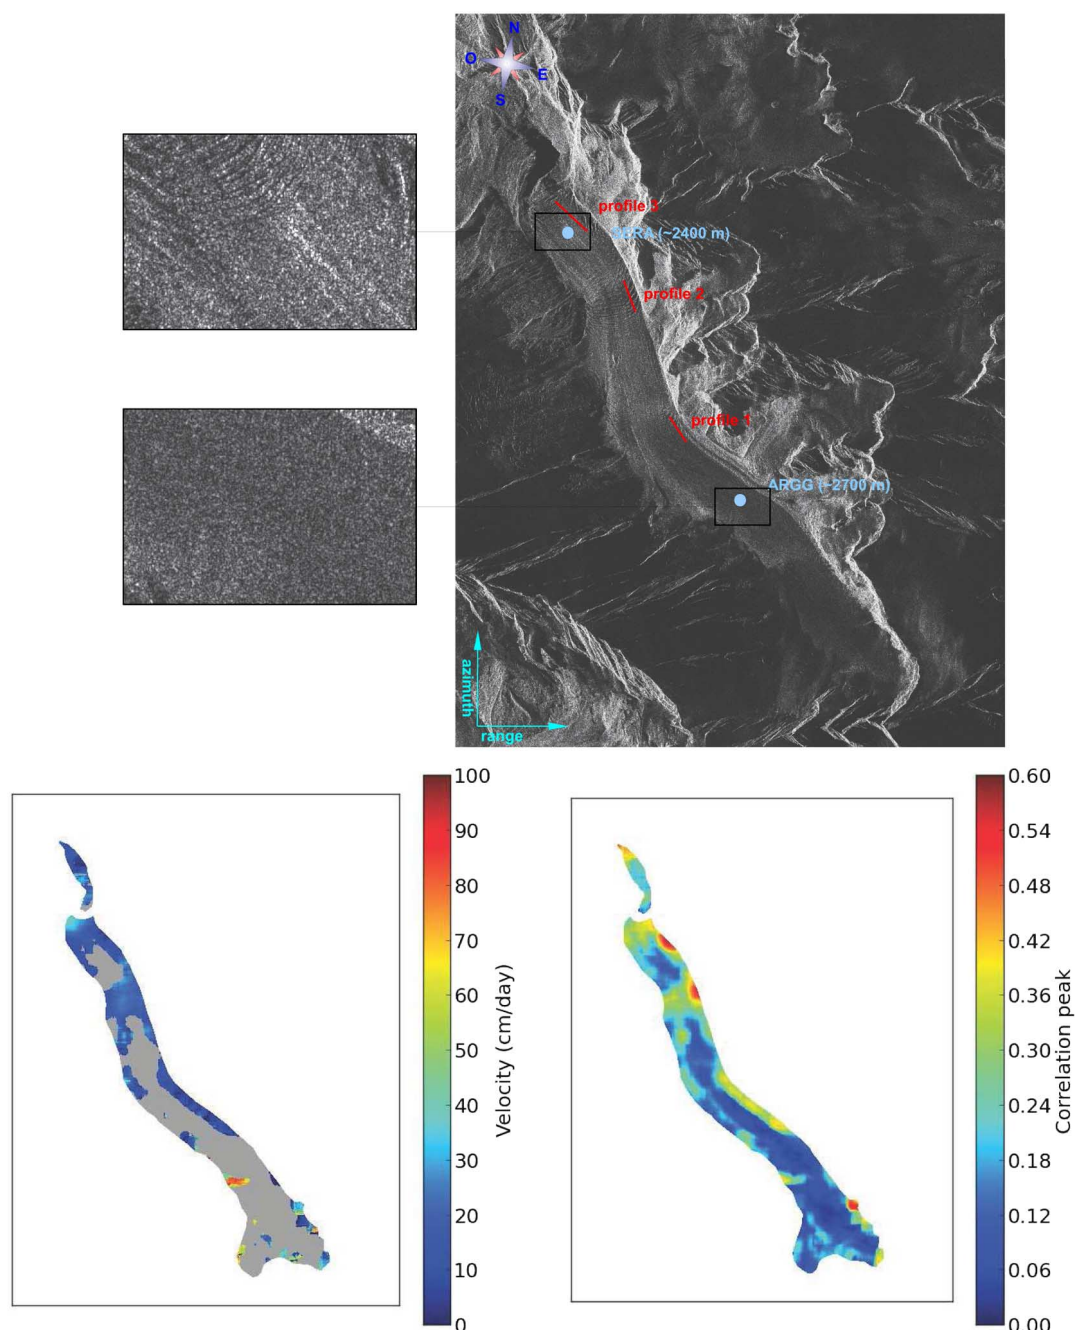 N
O
E
S
profile 3
SERA (~2400 m)
profile 2
profile 1
ARGG (~2700 m)
azimuth
range
100
90
80
70
60
50
40
30
20
10
0
Velocity (cm/day)
0.60
0.54
0.48
0.42
0.36
0.30
0.24
0.18
0.12
0.06
0.00
Correlation peak